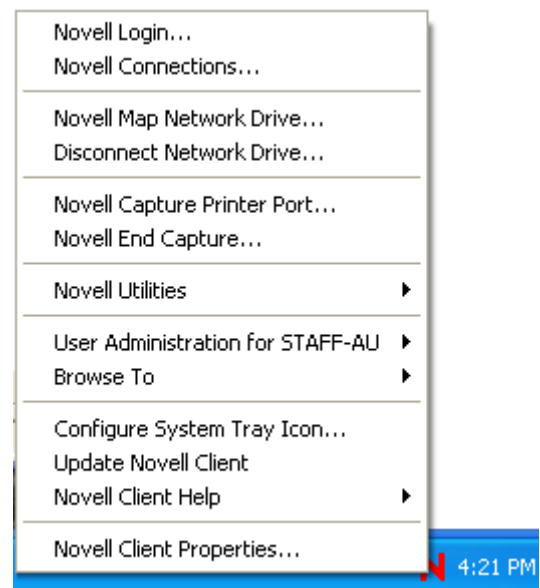 Novell Login...
Novell Connections...
Novell Map Network Drive...
Disconnect Network Drive...
Novell Capture Printer Port...
Novell End Capture...
Novell Utilities
User Administration for STAFF-AU
Browse To
Configure System Tray Icon...
Update Novell Client
Novell Client Help
Novell Client Properties...
N 4:21 PM